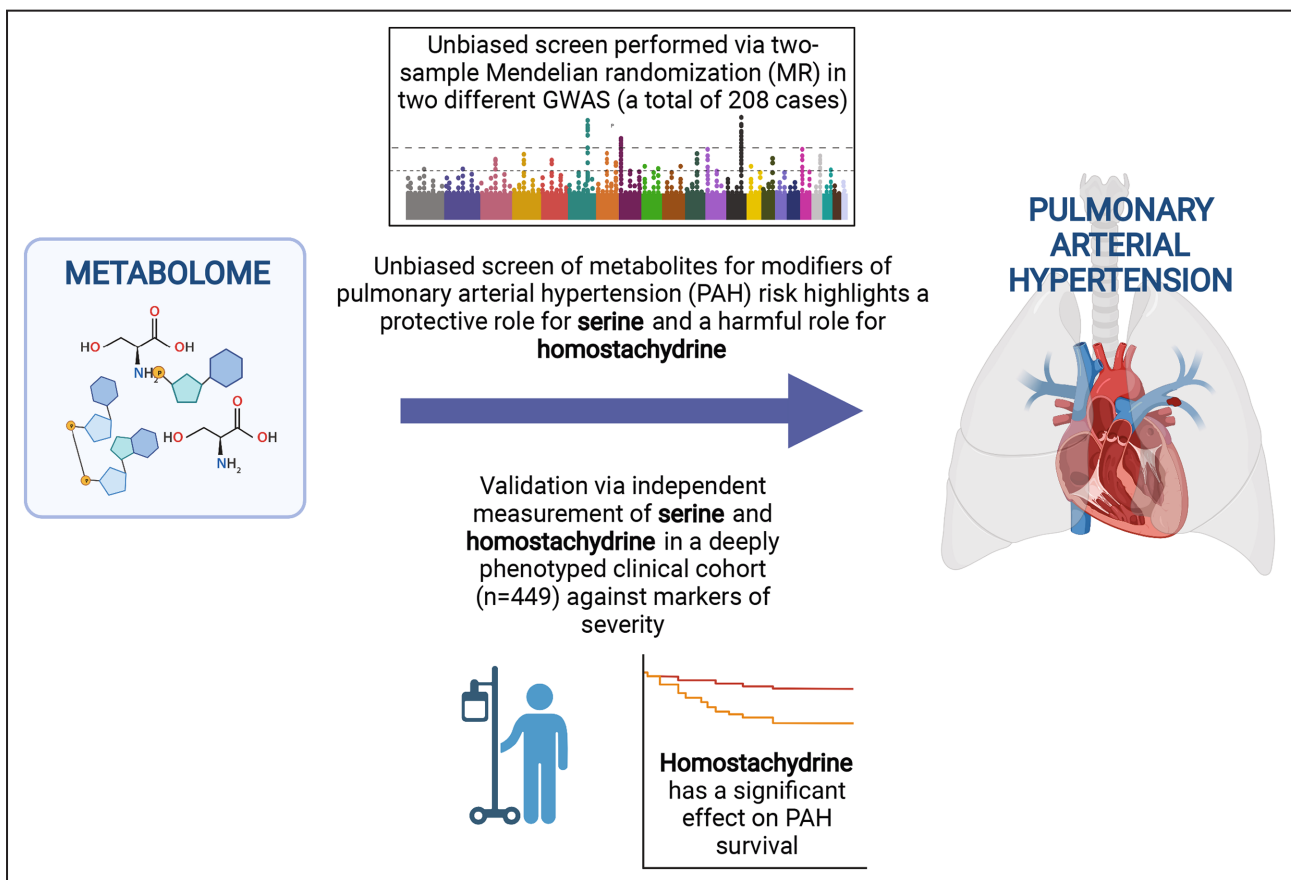 Unbiased screen performed via two-
sample Mendelian randomization (MR) in
two different GWAS (a total of 208 cases)
P
METABOLOME
O
HO
OH
NH2
P
O
HO
OH
NH2
P
P
Unbiased screen of metabolites for modifiers of
pulmonary arterial hypertension (PAH) risk highlights a
protective role for serine and a harmful role for
homostachydrine
PULMONARY
ARTERIAL
HYPERTENSION
Validation via independent
measurement of serine and
homostachydrine in a deeply
phenotyped clinical cohort
(n=449) against markers of
severity
Homostachydrine
has a significant
effect on PAH
survival